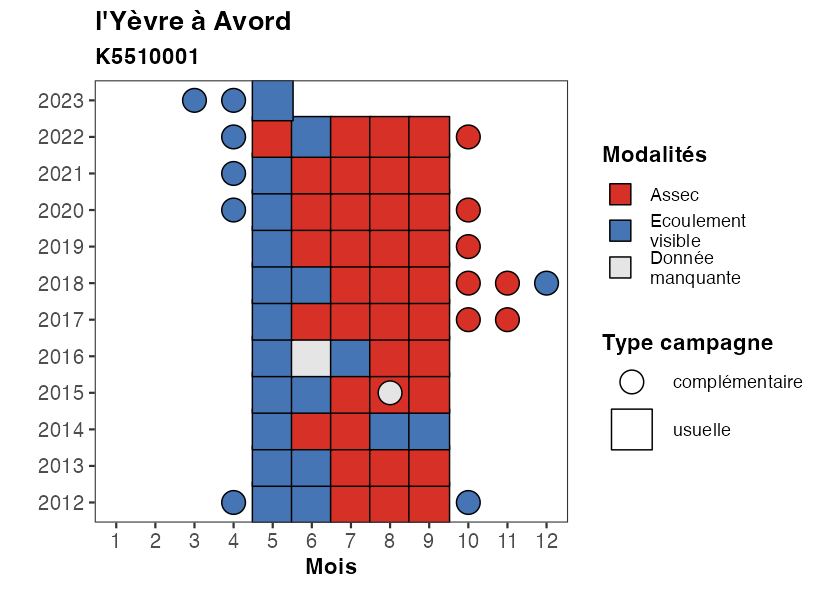 l'Yèvre à Avord
K5510001
2023
2022
2021
2020
2019
2018
2017
2016
2015
2014
2013
2012
1 2 3 4 5 6 7 8 9 10 11 12
Mois
Modalités
Assec
Ecoulement
visible
Donnée
manquante
Type campagne
complémentaire
usuelle